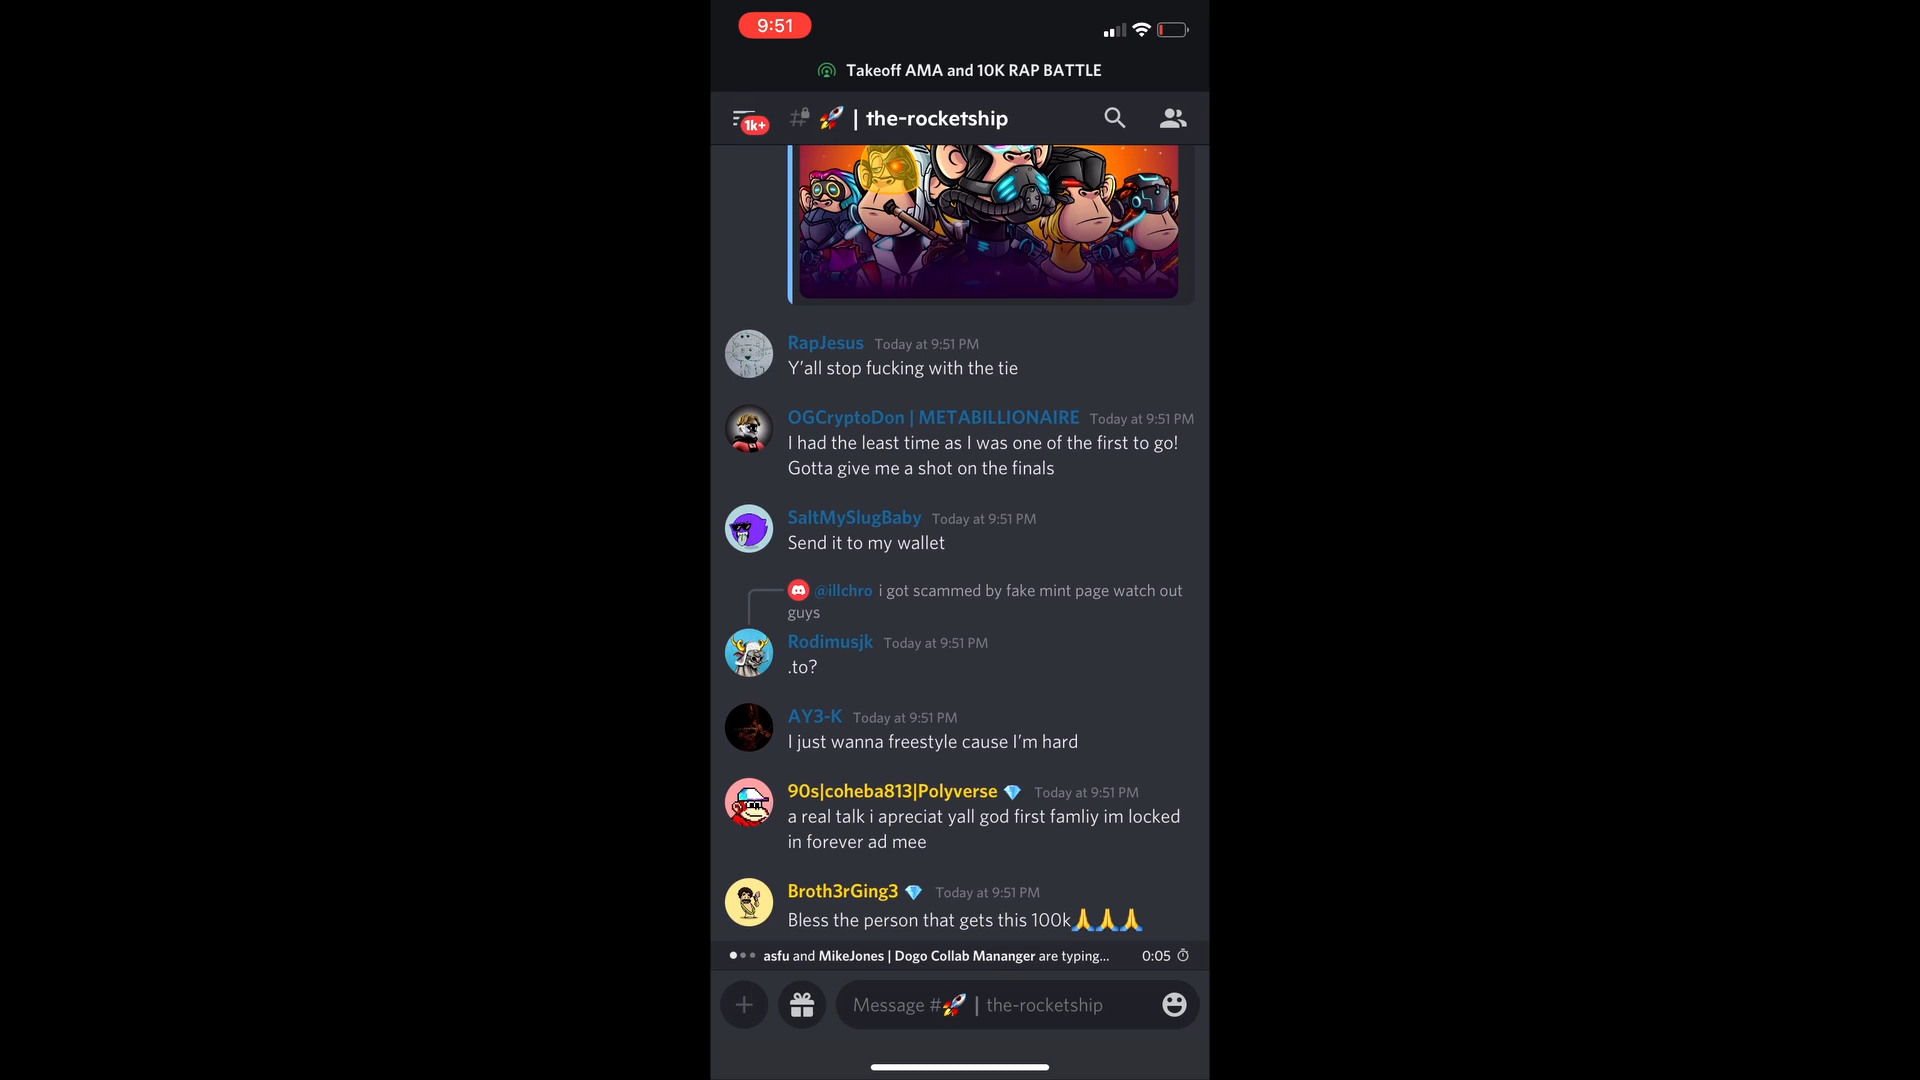 9:51
Takeoff AMA and 10K RAP BATTLE
1k+
# 🚀 | the-rocketship
RapJesus Today at 9:51 PM
Y'all stop fucking with the tie
OGCryptoDon | METABILLIONAIRE Today at 9:51 PM
I had the least time as I was one of the first to go!
Gotta give me a shot on the finals
SaltMySlugBaby Today at 9:51 PM
Send it to my wallet
@illchro i got scammed by fake mint page watch out
guys
Rodimusjk Today at 9:51 PM
.to?
AY3-K Today at 9:51 PM
I just wanna freestyle cause I'm hard
90s|coheba813|Polyverse 💎 Today at 9:51 PM
a real talk i apreciat yall god first famliy im locked
in forever ad mee
Broth3rGing3 💎 Today at 9:51 PM
Bless the person that gets this 100k🙏🙏🙏
asfu and MikeJones | Dogo Collab Mananger are typing... 0:05
Message #🚀 | the-rocketship